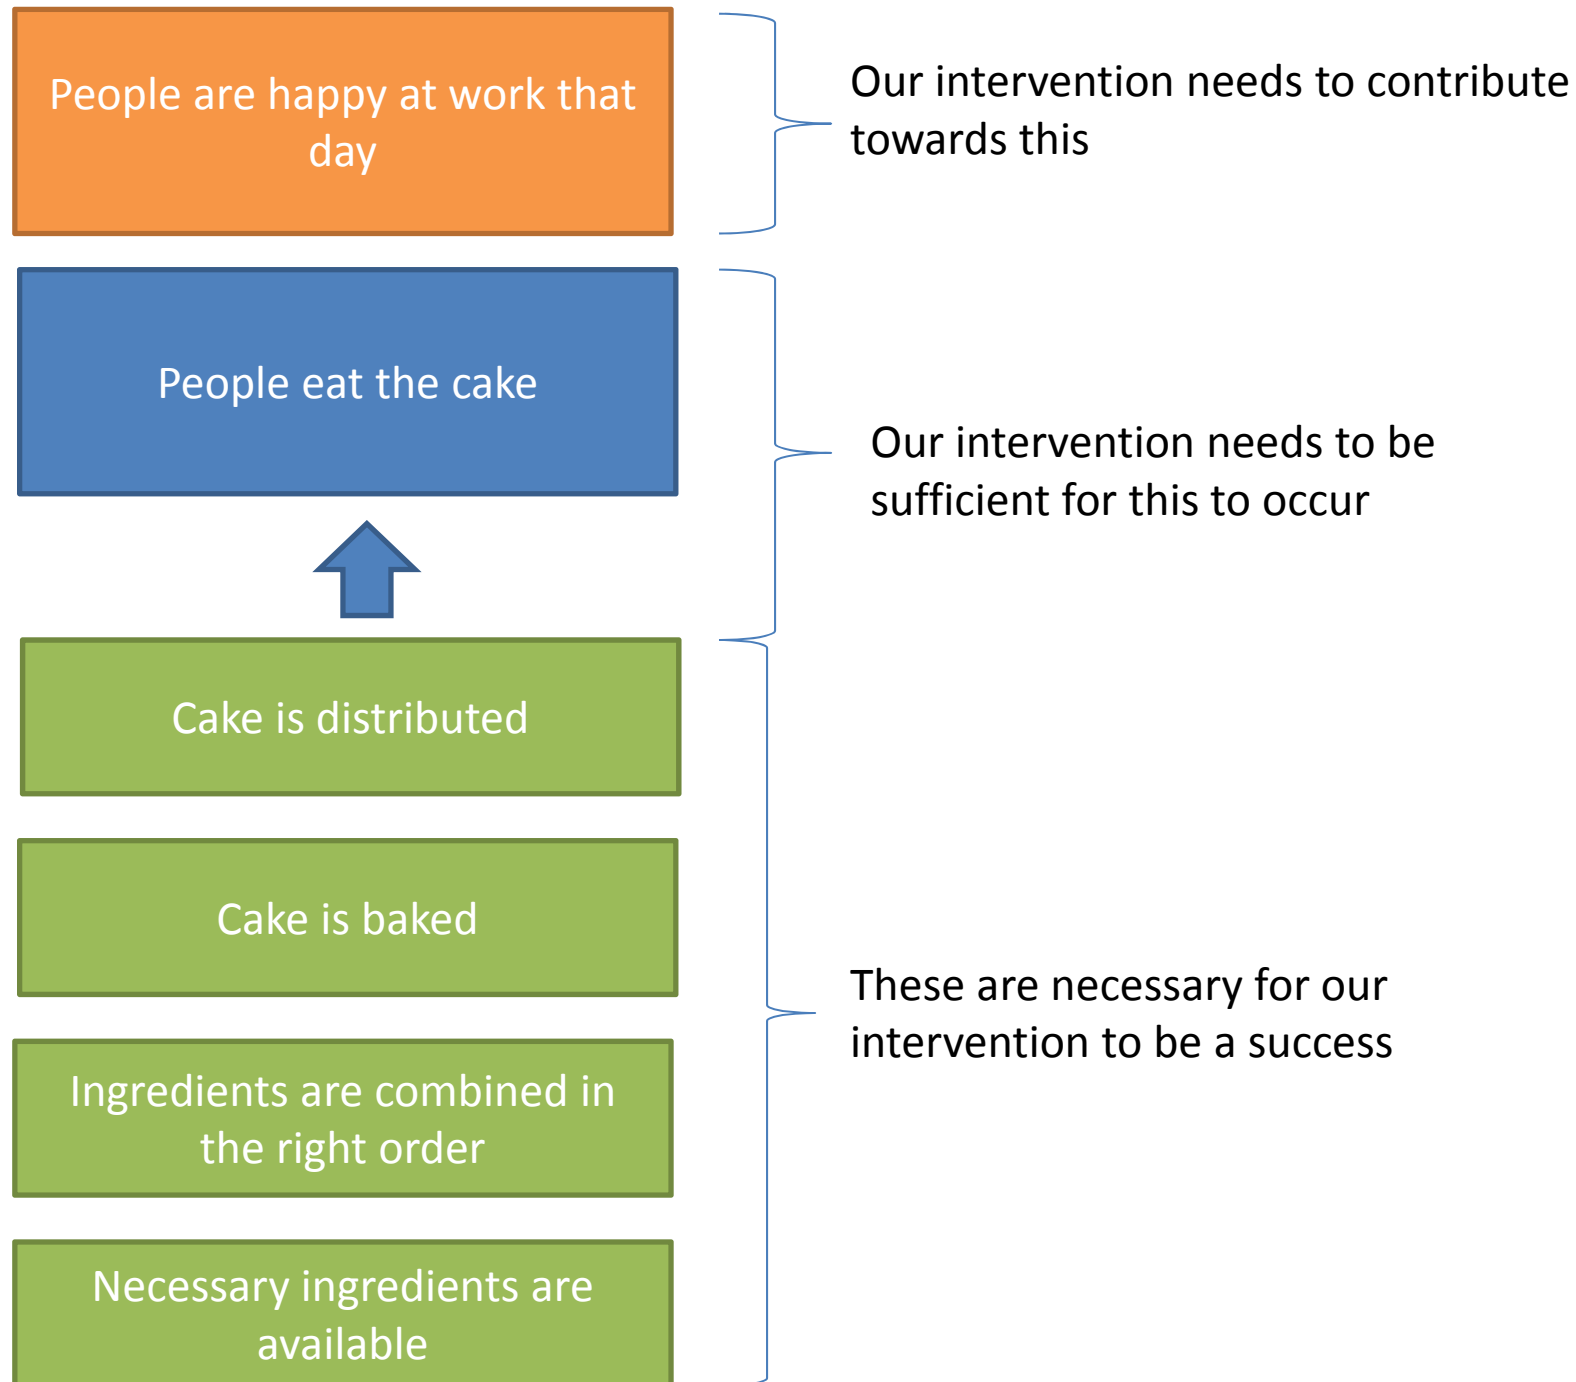 People are happy at work that
day
Our intervention needs to contribute
towards this
People eat the cake
Our intervention needs to be
sufficient for this to occur
Cake is distributed
Cake is baked
Ingredients are combined in
the right order
Necessary ingredients are
available
These are necessary for our
intervention to be a success